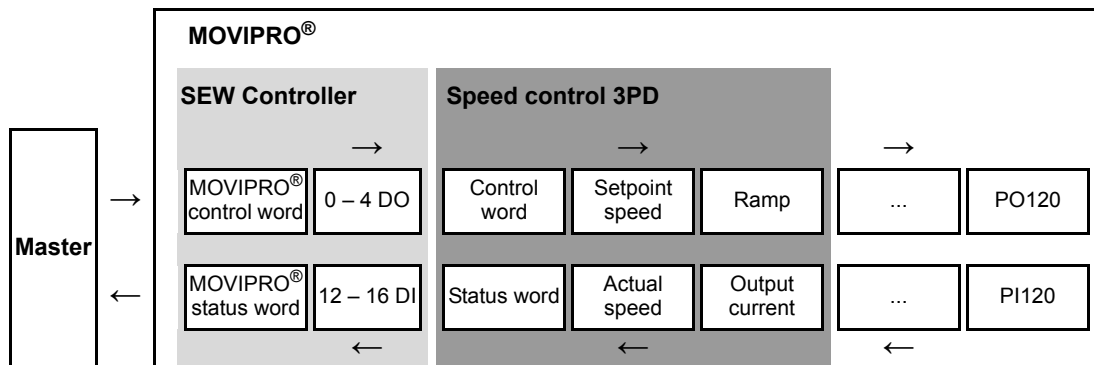 MOVIPRO®
SEW Controller
Speed control 3PD
→ → →
Master
→
MOVIPRO®
control word
0 – 4 DO
Control
word
Setpoint
speed
Ramp
...
PO120
←
MOVIPRO®
status word
12 – 16 DI
Status word
Actual
speed
Output
current
...
PI120
← ← ←